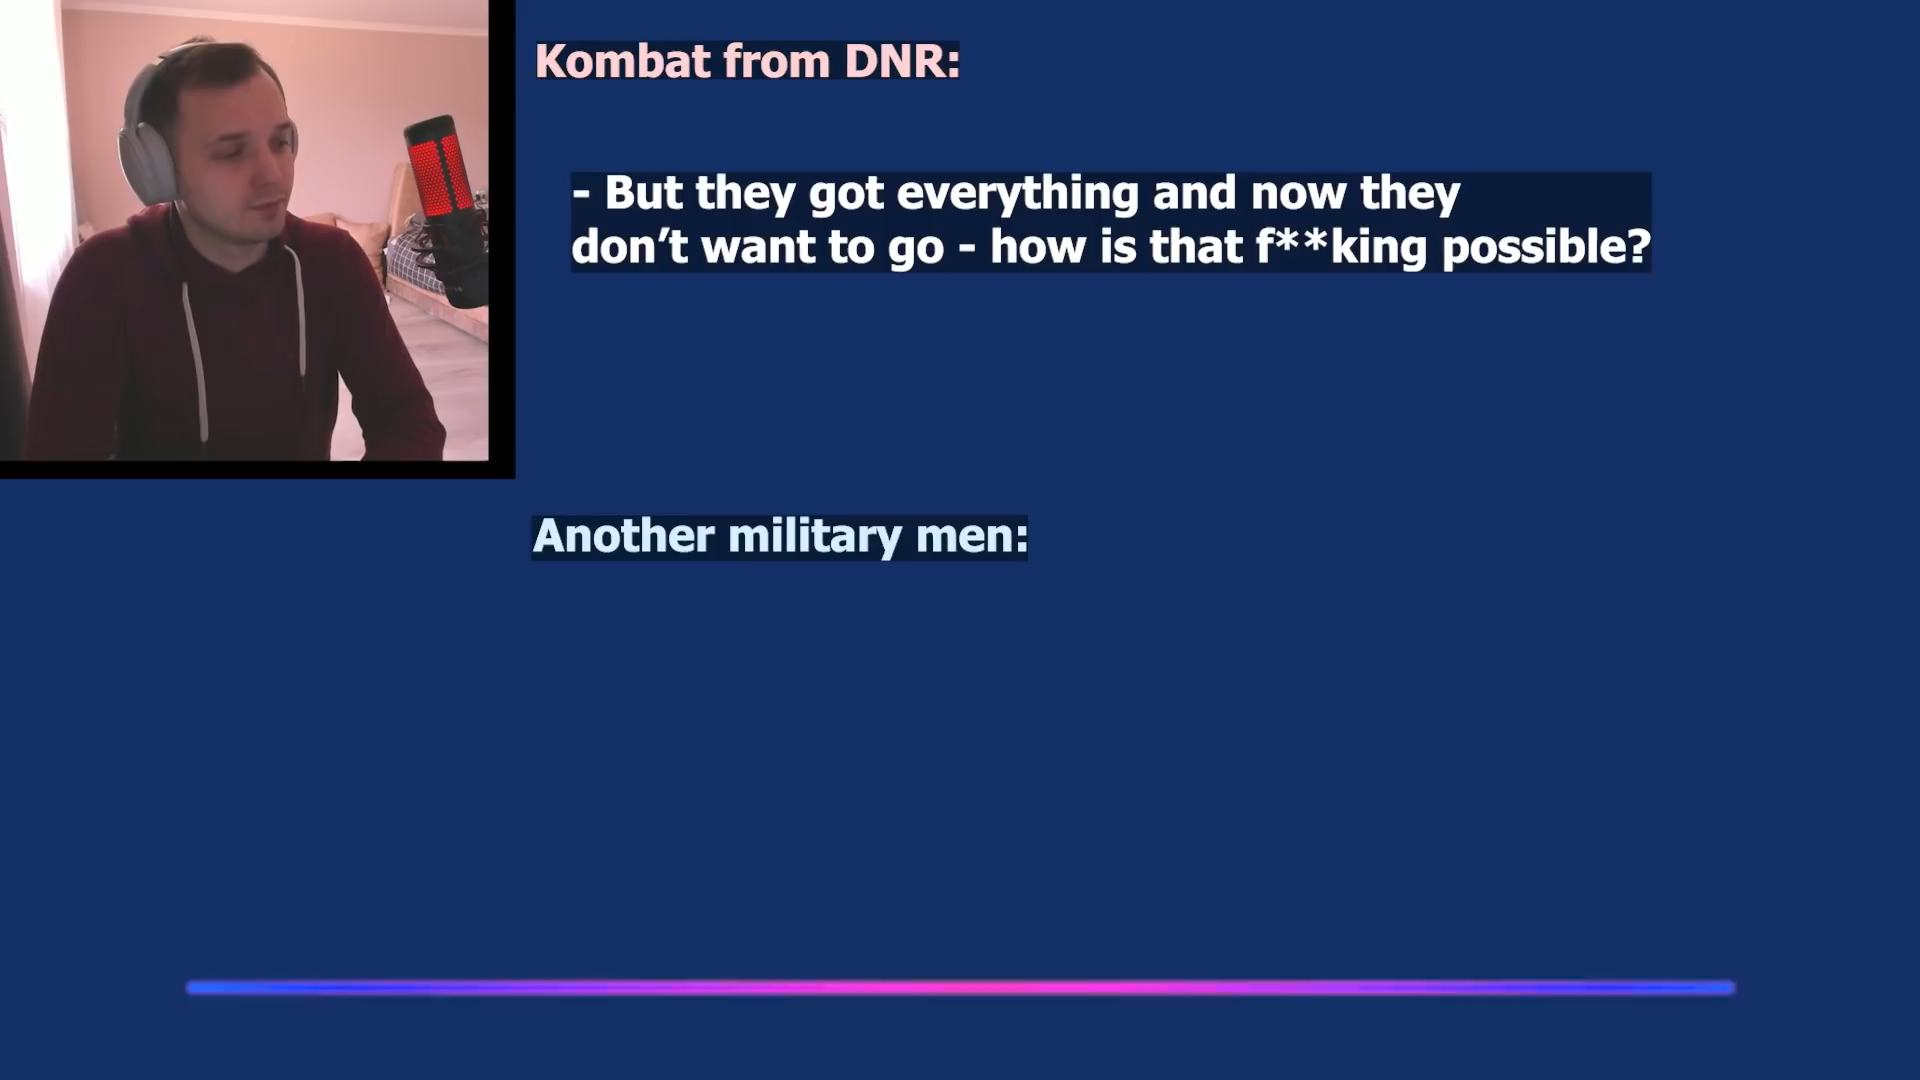 Kombat from DNR:
- But they got everything and now they
don't want to go - how is that f**king possible?
Another military men: